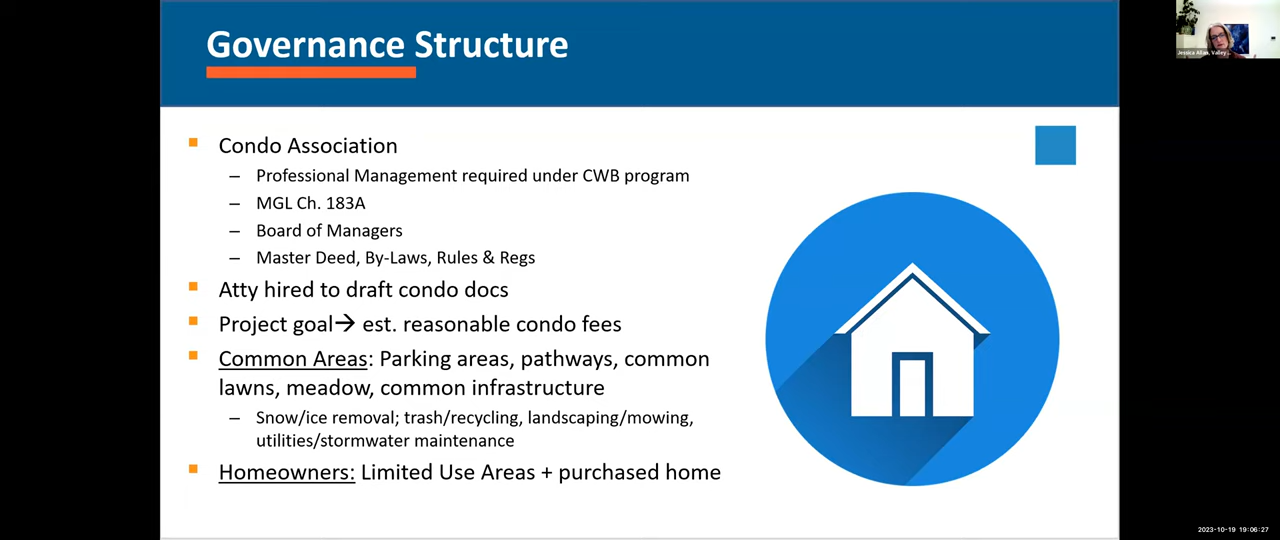 Governance Structure
Jessica Allan, Valley
Condo Association
– Professional Management required under CWB program
– MGL Ch. 183A
– Board of Managers
– Master Deed, By-Laws, Rules & Regs
Atty hired to draft condo docs
Project goal→ est. reasonable condo fees
Common Areas: Parking areas, pathways, common
lawns, meadow, common infrastructure
– Snow/ice removal; trash/recycling, landscaping/mowing,
utilities/stormwater maintenance
Homeowners: Limited Use Areas + purchased home
2023-10-19 19:06:27